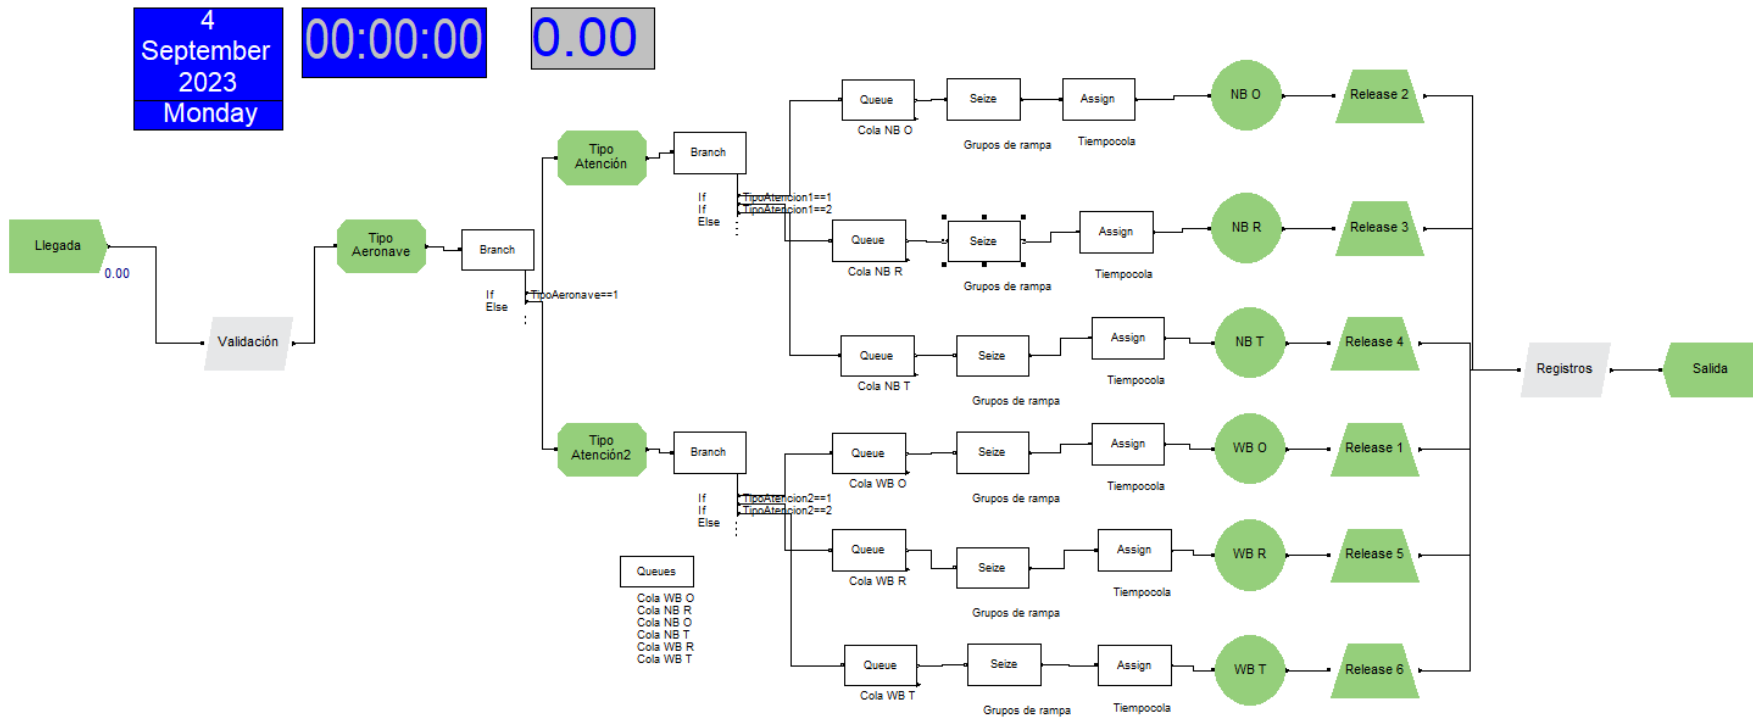 4
September
2023
Monday
00:00:00
0.00
Llegada
0.00
Validación
Tipo
Aeronave
Branch
If
TipoAeronave==1
Else
Tipo
Atención
Branch
If
TipoAtencion1==1
If
TipoAtencion1==2
Else
Queue
Cola NB O
Seize
Grupos de rampa
Assign
Tiempocola
NB O
Release 2
Queue
Cola NB R
Seize
Grupos de rampa
Assign
Tiempocola
NB R
Release 3
Queue
Cola NB T
Seize
Grupos de rampa
Assign
Tiempocola
NB T
Release 4
Tipo
Atención2
Branch
If
TipoAtencion2==1
If
TipoAtencion2==2
Else
Queue
Cola WB O
Seize
Grupos de rampa
Assign
Tiempocola
WB O
Release 1
Queue
Cola WB R
Seize
Grupos de rampa
Assign
Tiempocola
WB R
Release 5
Queue
Cola WB T
Seize
Grupos de rampa
Assign
Tiempocola
WB T
Release 6
Queues
Cola WB O
Cola NB R
Cola NB O
Cola NB T
Cola WB R
Cola WB T
Registros
Salida